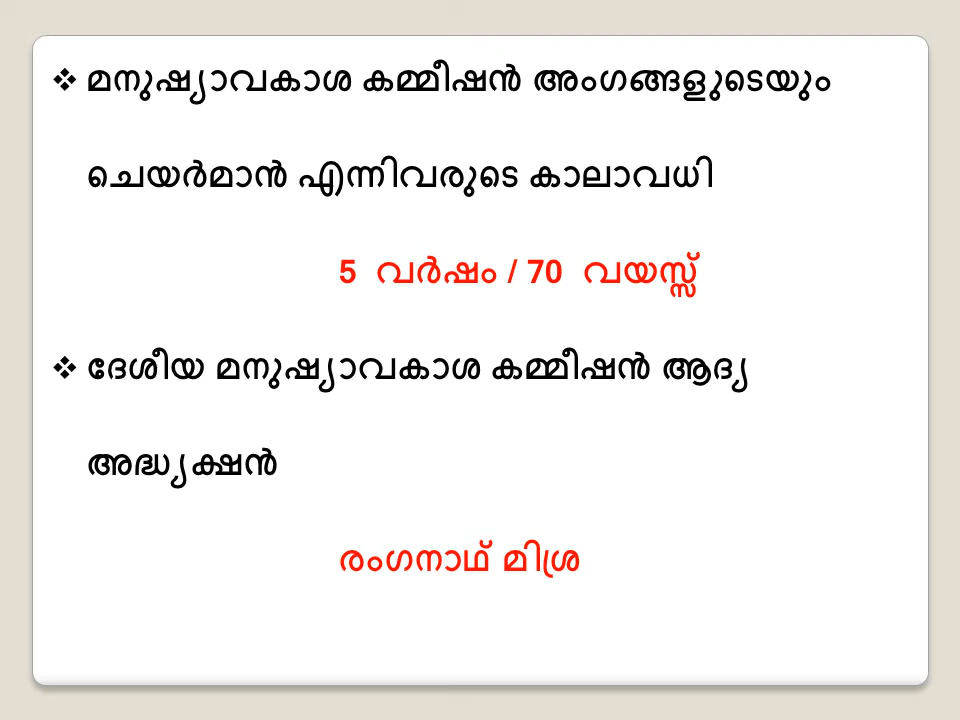 ❖ മനുഷ്യാവകാശ കമ്മീഷൻ അംഗങ്ങളുടെയും
ചെയർമാൻ എന്നിവരുടെ കാലാവധി
5 വർഷം / 70 വയസ്സ്
❖ ദേശീയ മനുഷ്യാവകാശ കമ്മീഷൻ ആദ്യ
അദ്ധ്യക്ഷൻ
രംഗനാഥ് മിശ്ര